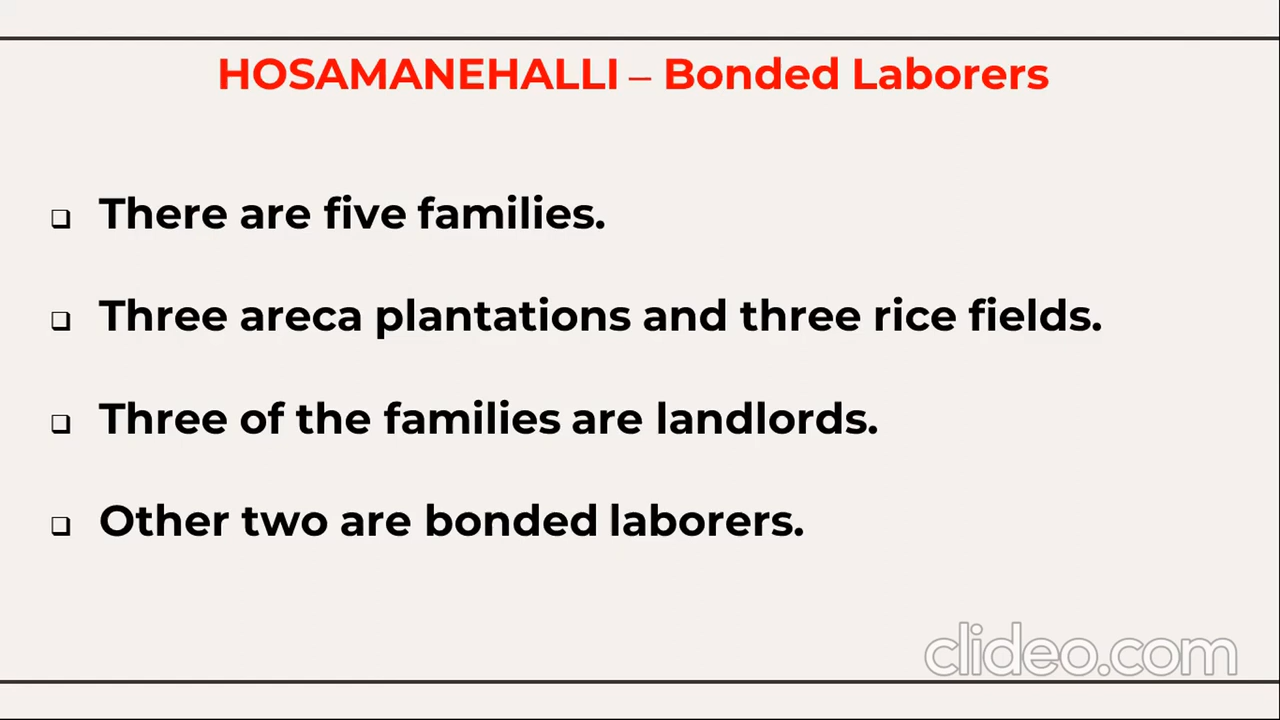 HOSAMANEHALLI – Bonded Laborers
❑ There are five families.
❑ Three areca plantations and three rice fields.
❑ Three of the families are landlords.
❑ Other two are bonded laborers.
clideo.com